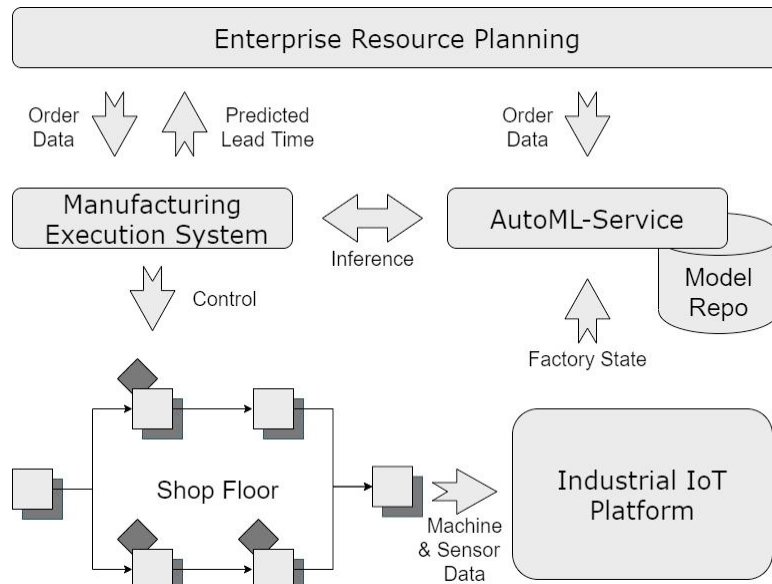 Enterprise Resource Planning
Order
Data
Predicted
Lead Time
Order
Data
Manufacturing
Execution System
Inference
AutoML-Service
Model
Repo
Control
Factory State
Shop Floor
Machine
& Sensor
Data
Industrial IoT
Platform